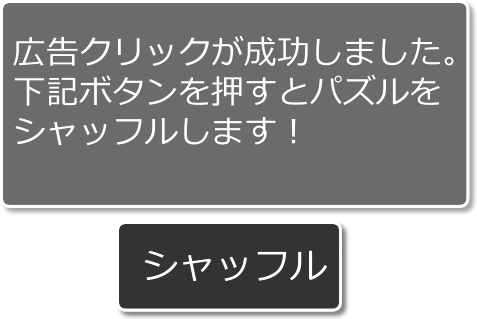 広告クリックが成功しました。
下記ボタンを押すとパズルを
シャッフルします！
シャッフル